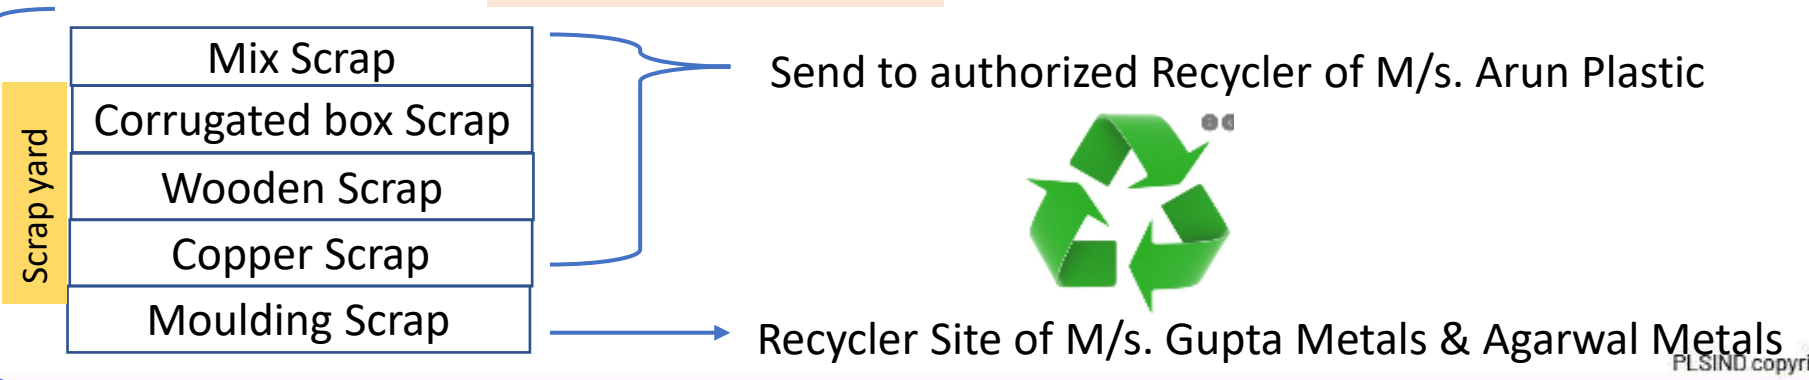 Mix Scrap
Corrugated box Scrap
Wooden Scrap
Copper Scrap
Moulding Scrap
Scrap yard
Send to authorized Recycler of M/s. Arun Plastic
Recycler Site of M/s. Gupta Metals & Agarwal Metals
PLSIND copyri